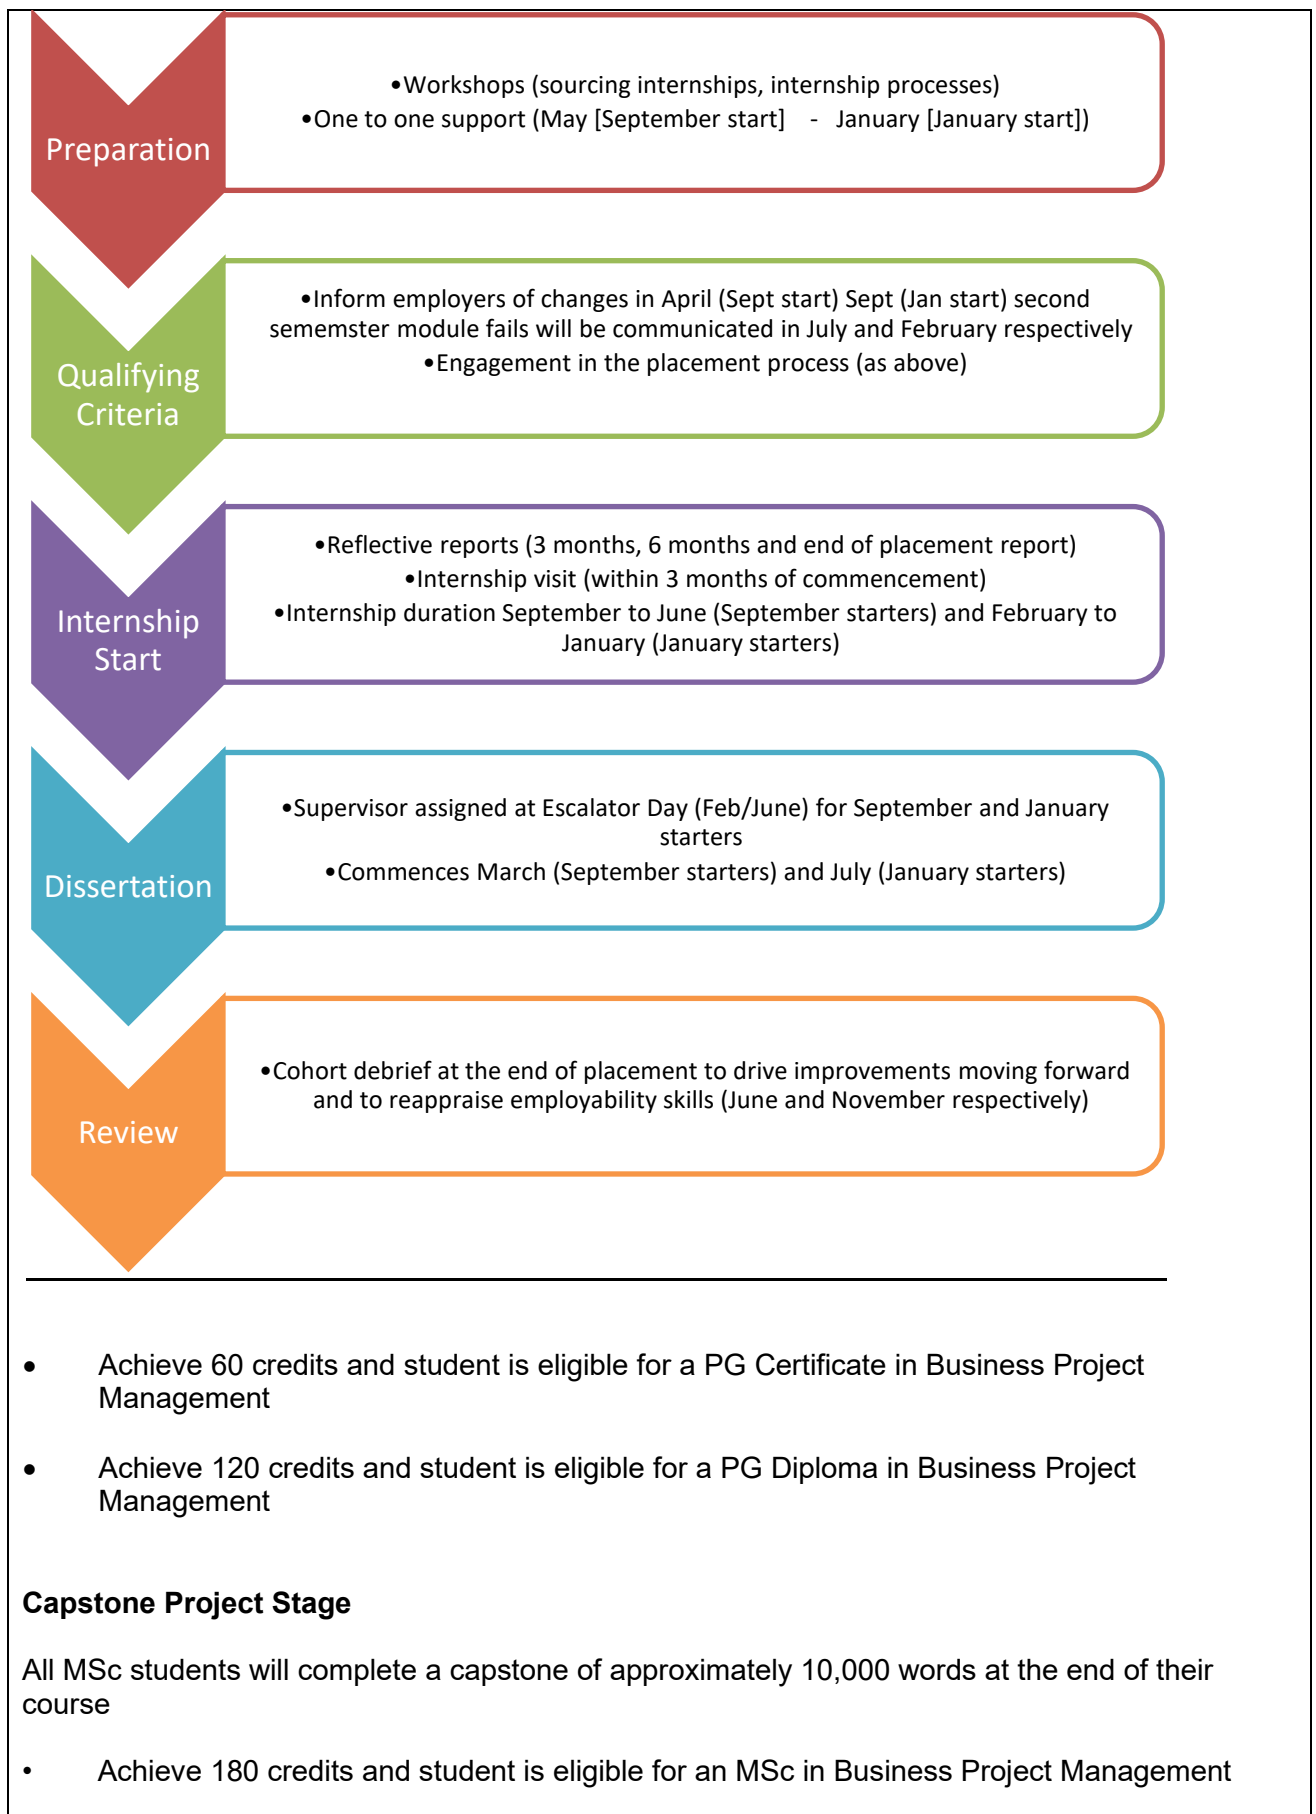 Preparation
•Workshops (sourcing internships, internship processes)
•One to one support (May [September start]   -   January [January start])
Qualifying
Criteria
•Inform employers of changes in April (Sept start) Sept (Jan start) second
sememster module fails will be communicated in July and February respectively
•Engagement in the placement process (as above)
Internship
Start
•Reflective reports (3 months, 6 months and end of placement report)
•Internship visit (within 3 months of commencement)
•Internship duration September to June (September starters) and February to
January (January starters)
Dissertation
•Supervisor assigned at Escalator Day (Feb/June) for September and January
starters
•Commences March (September starters) and July (January starters)
Review
•Cohort debrief at the end of placement to drive improvements moving forward
and to reappraise employability skills (June and November respectively)
• Achieve 60 credits and student is eligible for a PG Certificate in Business Project
Management
• Achieve 120 credits and student is eligible for a PG Diploma in Business Project
Management
Capstone Project Stage
All MSc students will complete a capstone of approximately 10,000 words at the end of their
course
• Achieve 180 credits and student is eligible for an MSc in Business Project Management